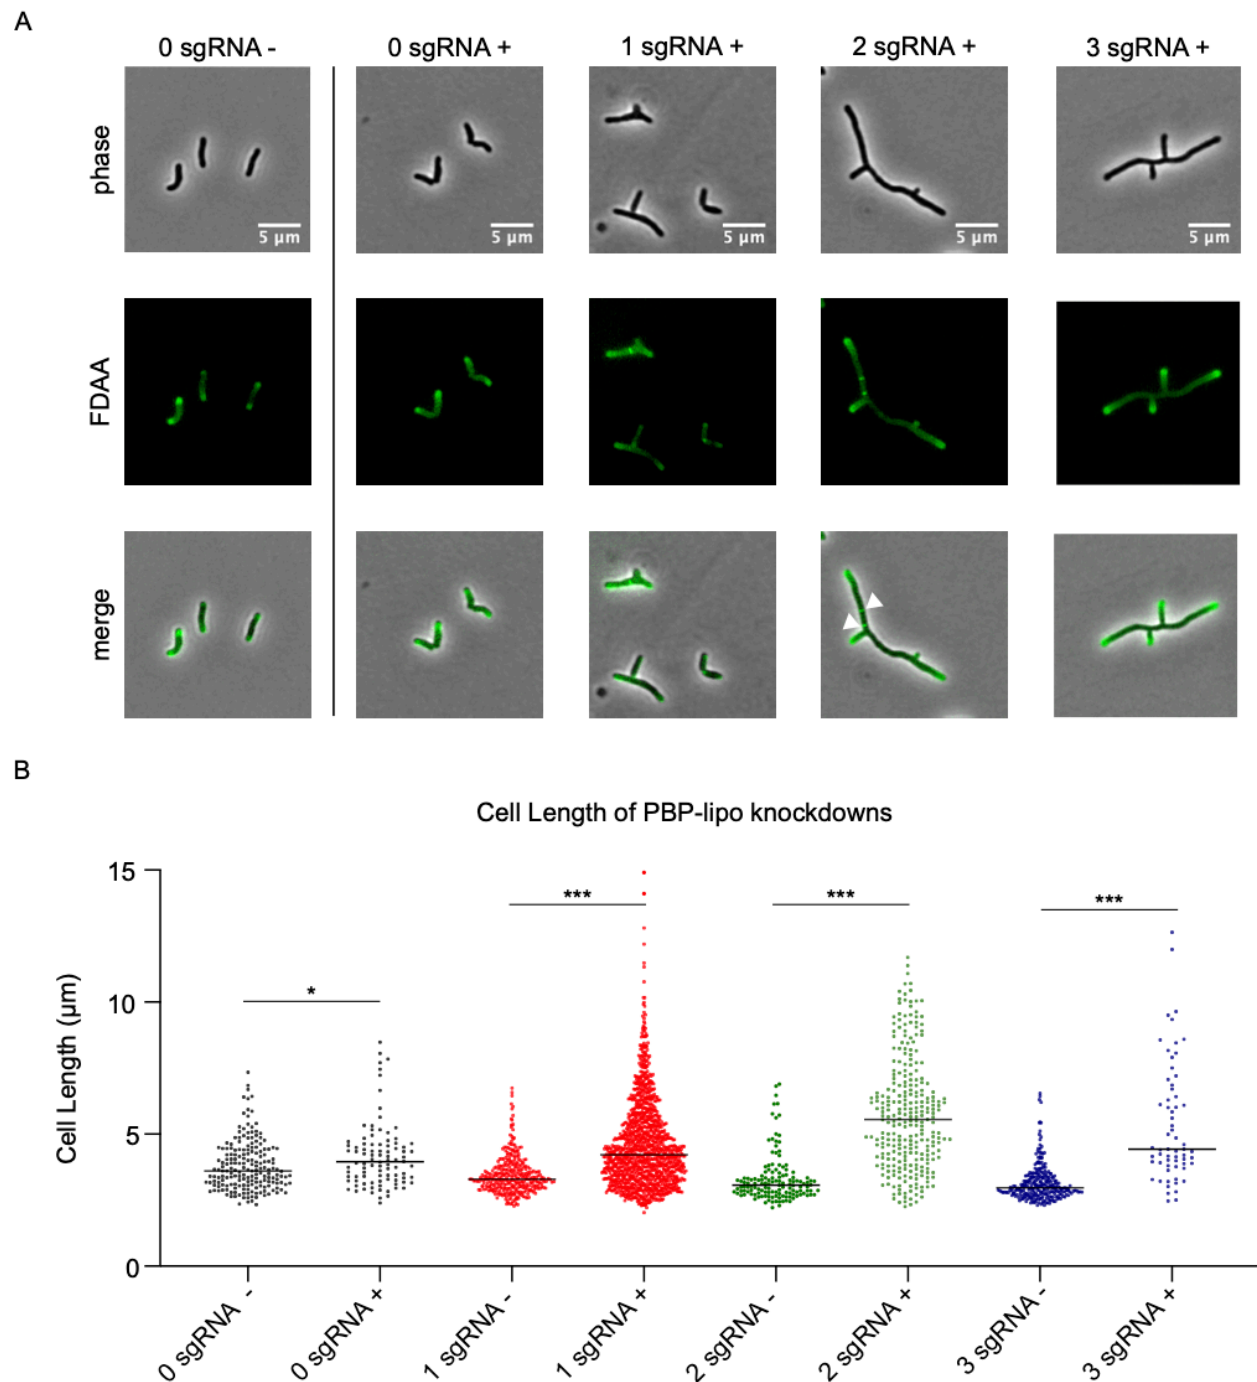 A
0 sgRNA -
0 sgRNA +
1 sgRNA +
2 sgRNA +
3 sgRNA +
phase
5 µm
5 µm
5 µm
5 µm
5 µm
FDAA
merge
B
Cell Length of PBP-lipo knockdowns
Cell Length (µm)
15
10
5
0
*
***
***
***
0 sgRNA -
0 sgRNA +
1 sgRNA -
1 sgRNA +
2 sgRNA -
2 sgRNA +
3 sgRNA -
3 sgRNA +